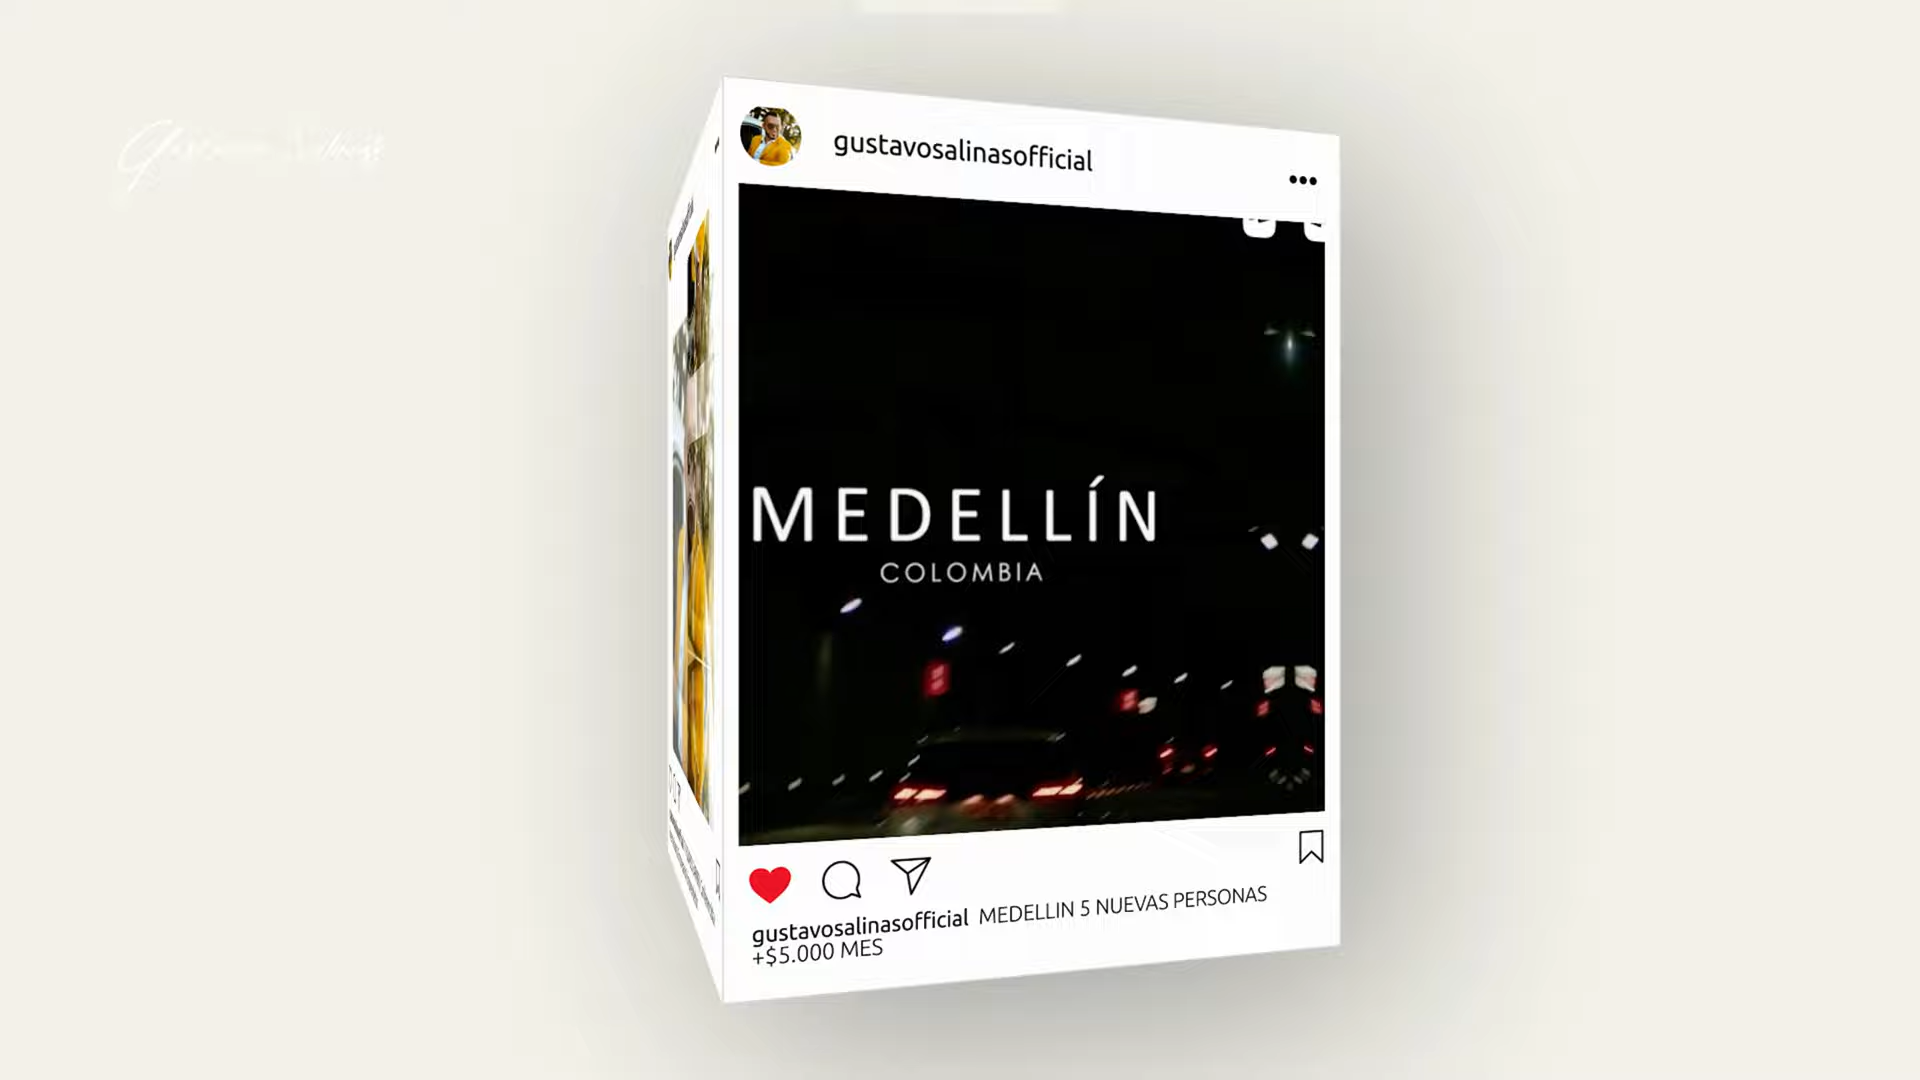 gustavosalinasofficial
MEDELLÍN
COLOMBIA
gustavosalinasofficial MEDELLIN 5 NUEVAS PERSONAS
+$5.000 MES